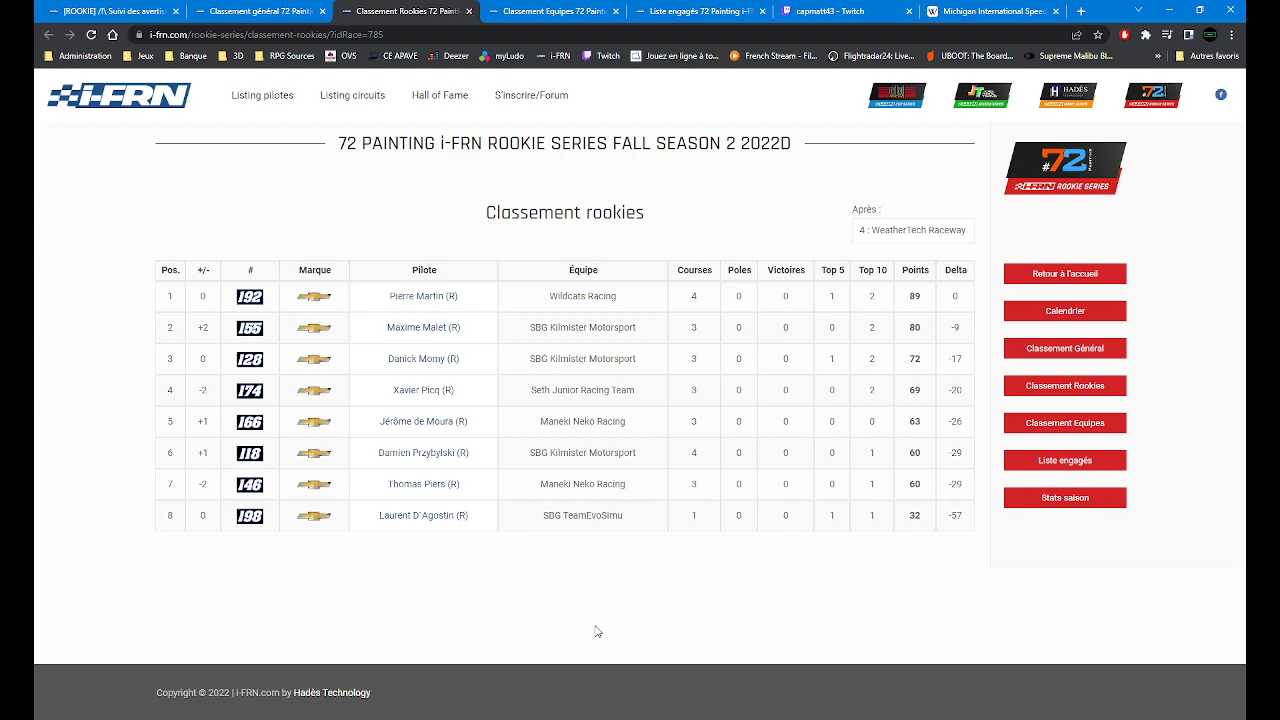 [ROOKIE] /!\ Suivi des avertiss
Classement général 72 Paintin
Classement Rookies 72 Painti
Classement Equipes 72 Painti
Liste engagés 72 Painting i-FR
capmatt43 - Twitch
Michigan International Speed
i-frn.com/rookie-series/classement-rookies/?idRace=785
Administration
Jeux
Banque
3D
RPG Sources
OVS
CE APAVE
Deezer
myLudo
i-FRN
Twitch
Jouez en ligne à to...
French Stream - Fil...
Flightradar24: Live...
UBOOT: The Board...
Supreme Malibu Bl...
»
Autres favoris
i-FRN
Listing pilotes
Listing circuits
Hall of Fame
S'inscrire/Forum
HADÈS
#72
72 PAINTING i-FRN ROOKIE SERIES FALL SEASON 2 2022D
#72 PAINTING
i-FRN ROOKIE SERIES
Classement rookies
Après :
4 : WeatherTech Raceway
Pos. +/- # Marque Pilote Équipe Courses Poles Victoires Top 5 Top 10 Points Delta
1 0 192 Pierre Martin (R) Wildcats Racing 4 0 0 1 2 89 0
2 +2 155 Maxime Malet (R) SBG Kilmister Motorsport 3 0 0 0 2 80 -9
3 0 128 Danick Momy (R) SBG Kilmister Motorsport 3 0 0 1 2 72 -17
4 -2 174 Xavier Picq (R) Seth Junior Racing Team 3 0 0 0 2 69 -20
5 +1 166 Jérôme de Moura (R) Maneki Neko Racing 3 0 0 0 0 63 -26
6 +1 118 Damien Przybylski (R) SBG Kilmister Motorsport 4 0 0 0 1 60 -29
7 -2 146 Thomas Piers (R) Maneki Neko Racing 3 0 0 0 1 60 -29
8 0 198 Laurent D`Agostin (R) SBG TeamEvoSimu 1 0 0 1 1 32 -57
Retour à l'accueil
Calendrier
Classement Général
Classement Rookies
Classement Equipes
Liste engagés
Stats saison
Copyright © 2022 | i-FRN.com by Hadès Technology